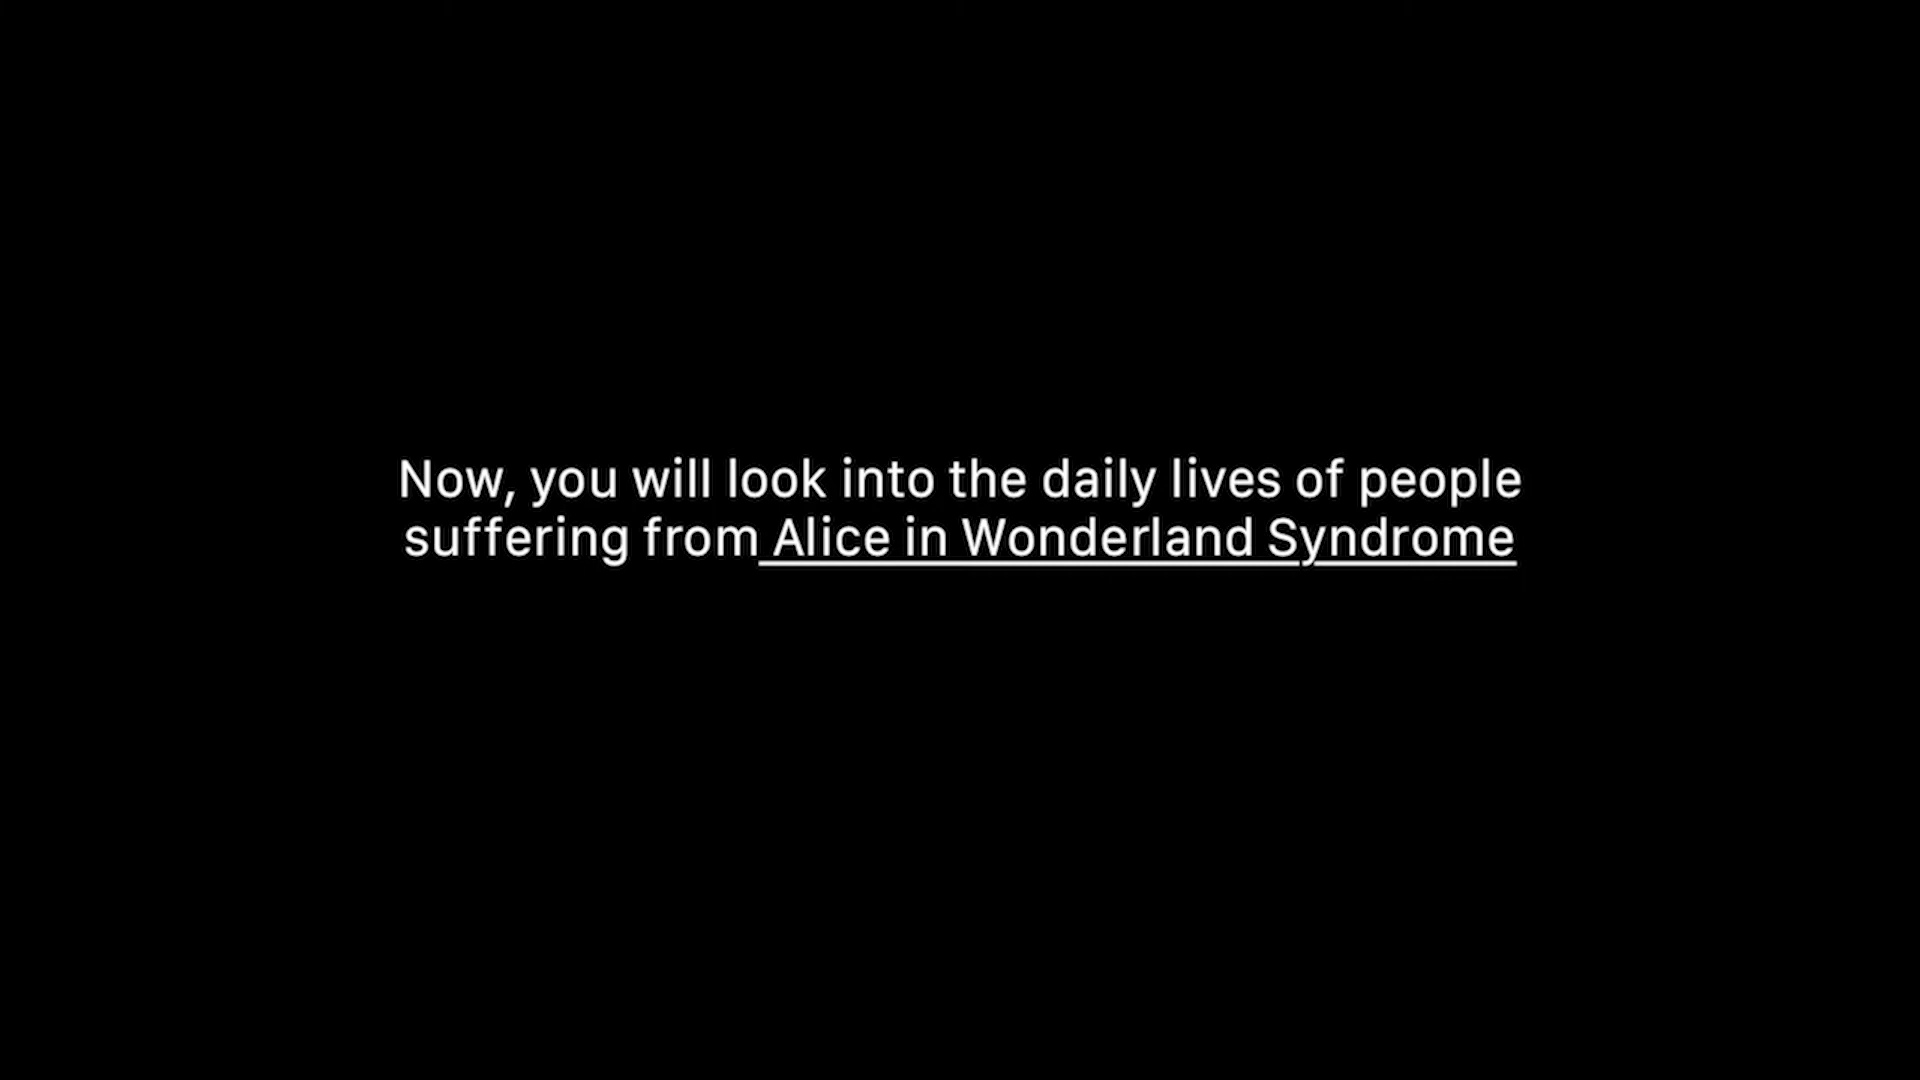 Now, you will look into the daily lives of people
suffering from Alice in Wonderland Syndrome